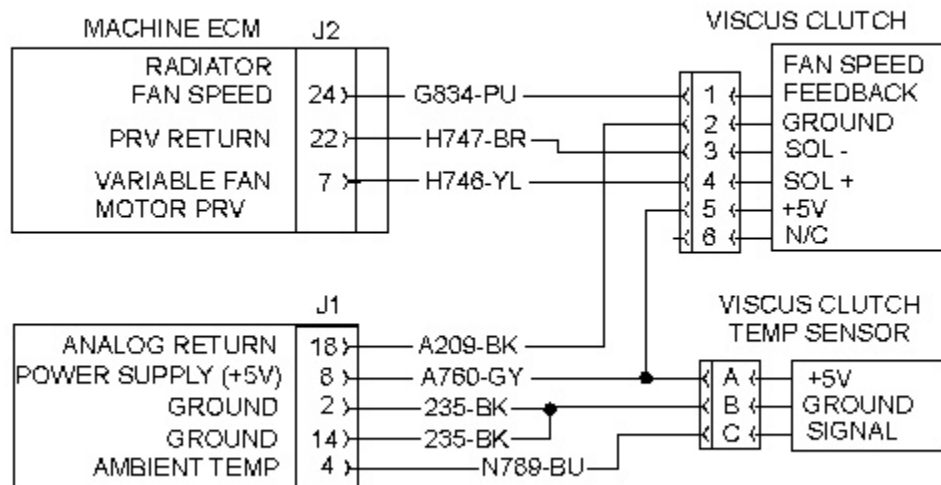 MACHINE ECM
J2
RADIATOR
FAN SPEED 24 G834-PU
PRV RETURN 22 H747-BR
VARIABLE FAN 7 H746-YL
MOTOR PRV
VISCUS CLUTCH
FAN SPEED
1 FEEDBACK
2 GROUND
3 SOL -
4 SOL +
5 +5V
6 N/C
J1
ANALOG RETURN 18 A209-BK
POWER SUPPLY (+5V) 8 A760-GY
GROUND 2 235-BK
GROUND 14 235-BK
AMBIENT TEMP 4 N789-BU
VISCUS CLUTCH
TEMP SENSOR
A +5V
B GROUND
C SIGNAL